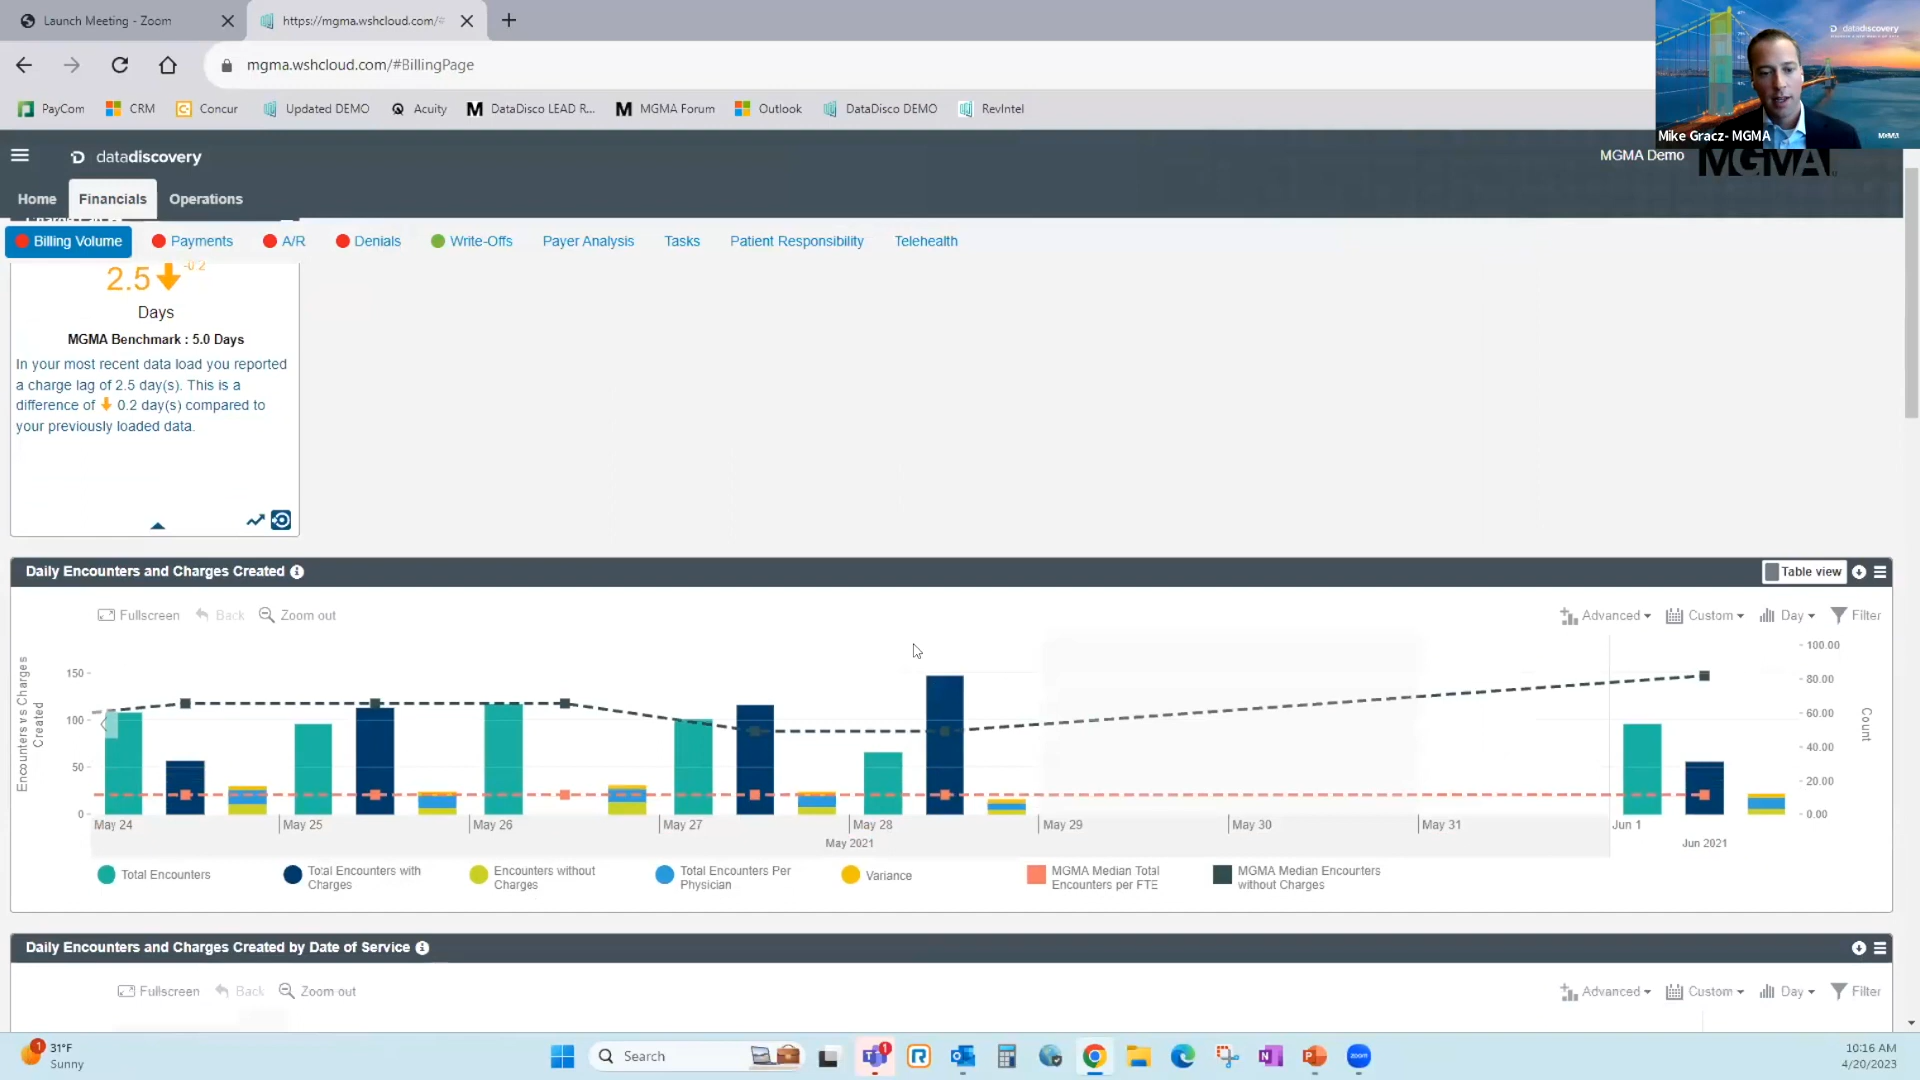 Launch Meeting - Zoom
https://mgma.wshcloud.com/#
mgma.wshcloud.com/#BillingPage
PayCom
CRM
Concur
Updated DEMO
Acuity
DataDisco LEAD R...
MGMA Forum
Outlook
DataDisco DEMO
RevIntel
datadiscovery
Mike Gracz- MGMA
MGMA
datadiscovery
MGMA Demo
MGMA
Home
Financials
Operations
Billing Volume
Payments
A/R
Denials
Write-Offs
Payer Analysis
Tasks
Patient Responsibility
Telehealth
2.5
-0.2
Days
MGMA Benchmark : 5.0 Days
In your most recent data load you reported
a charge lag of 2.5 day(s). This is a
difference of 0.2 day(s) compared to
your previously loaded data.
Daily Encounters and Charges Created
Table view
Fullscreen
Back
Zoom out
Advanced
Custom
Day
Filter
Encounters vs Charges
Created
150
100
50
0
100.00
80.00
60.00
40.00
20.00
0.00
Count
May 24
May 25
May 26
May 27
May 28
May 29
May 30
May 31
Jun 1
May 2021
Jun 2021
Total Encounters
Total Encounters with
Charges
Encounters without
Charges
Total Encounters Per
Physician
Variance
MGMA Median Total
Encounters per FTE
MGMA Median Encounters
without Charges
Daily Encounters and Charges Created by Date of Service
Fullscreen
Back
Zoom out
Advanced
Custom
Day
Filter
1
31°F
Sunny
Search
1
zoom
10:16 AM
4/20/2023